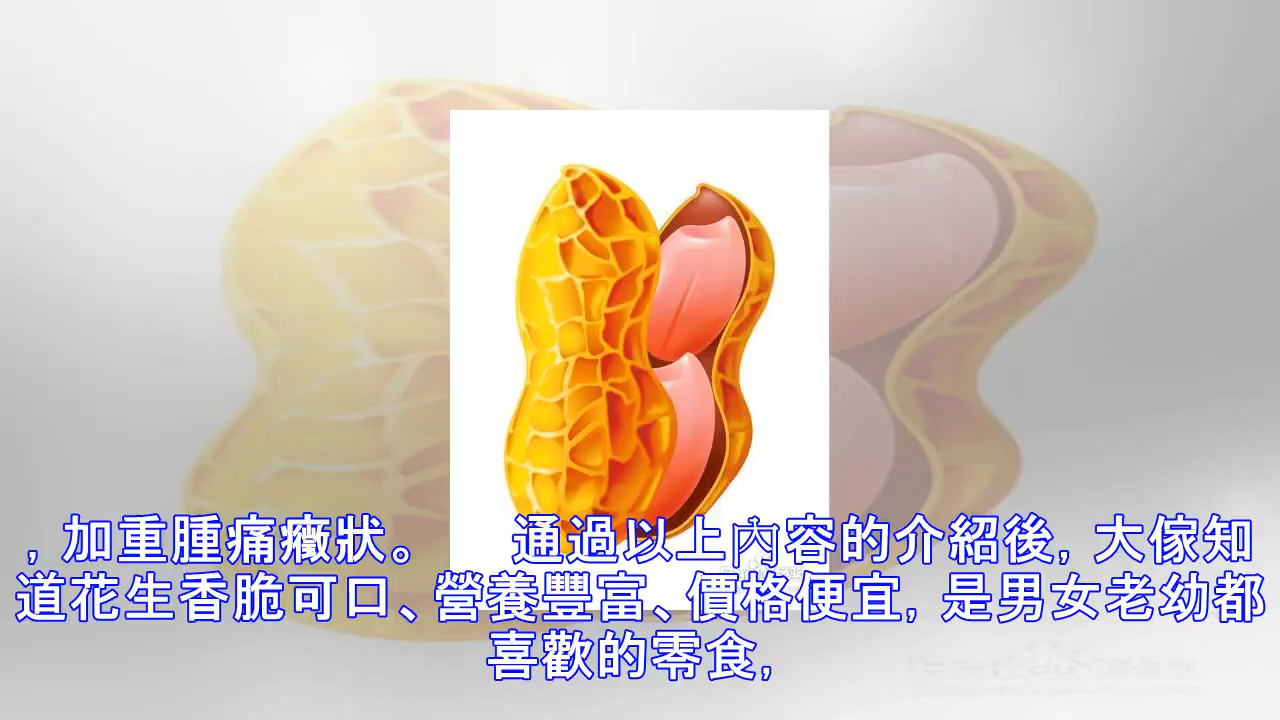 ，加重腫痛癥狀。　　通過以上內容的介紹後，大傢知
道花生香脆可口、營養豐富、價格便宜，是男女老幼都
喜歡的零食，